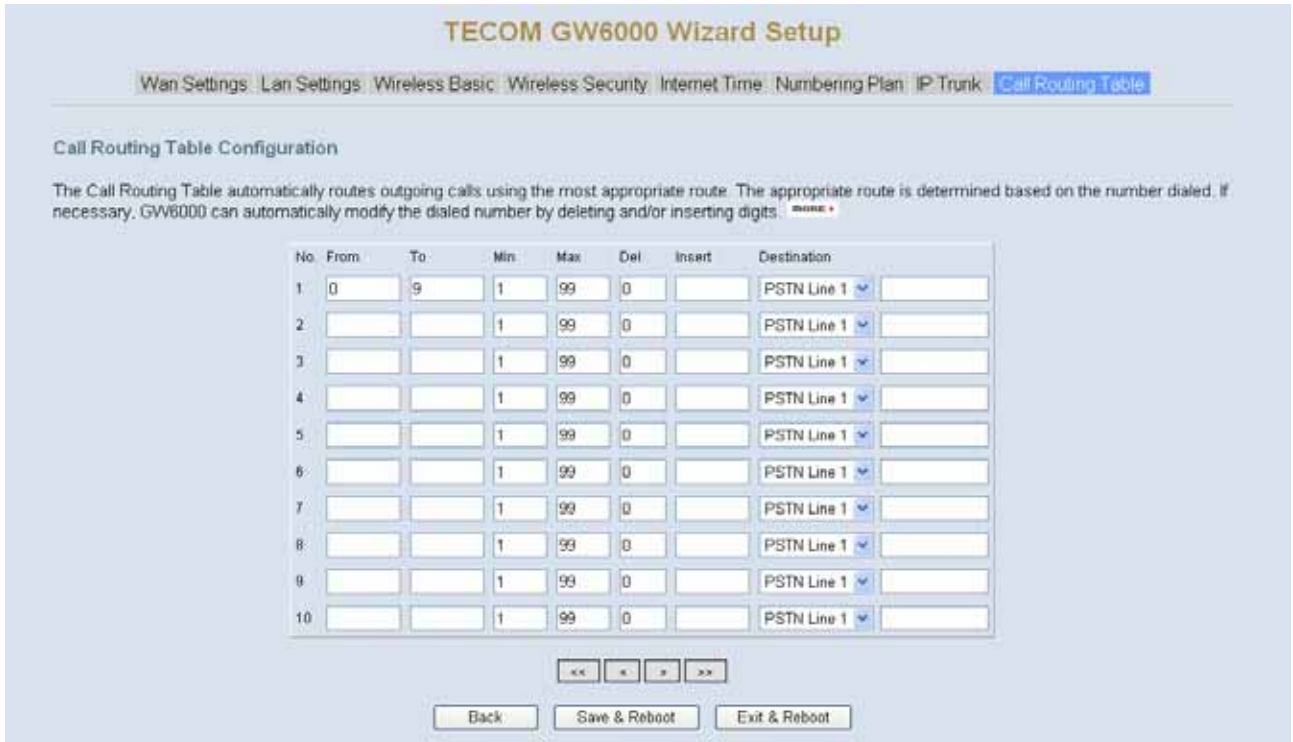 TECOM GW6000 Wizard Setup
Wan Settings Lan Settings Wireless Basic Wireless Security Internet Time Numbering Plan IP Trunk Call Routing Table
Call Routing Table Configuration
The Call Routing Table automatically routes outgoing calls using the most appropriate route. The appropriate route is determined based on the number dialed. If
necessary, GW6000 can automatically modify the dialed number by deleting and/or inserting digits. MORE
No. From To Min Max Del Insert Destination
1 0 9 1 99 0 PSTN Line 1
2 1 99 0 PSTN Line 1
3 1 99 0 PSTN Line 1
4 1 99 0 PSTN Line 1
5 1 99 0 PSTN Line 1
6 1 99 0 PSTN Line 1
7 1 99 0 PSTN Line 1
8 1 99 0 PSTN Line 1
9 1 99 0 PSTN Line 1
10 1 99 0 PSTN Line 1
<< < > >>
Back Save & Reboot Exit & Reboot